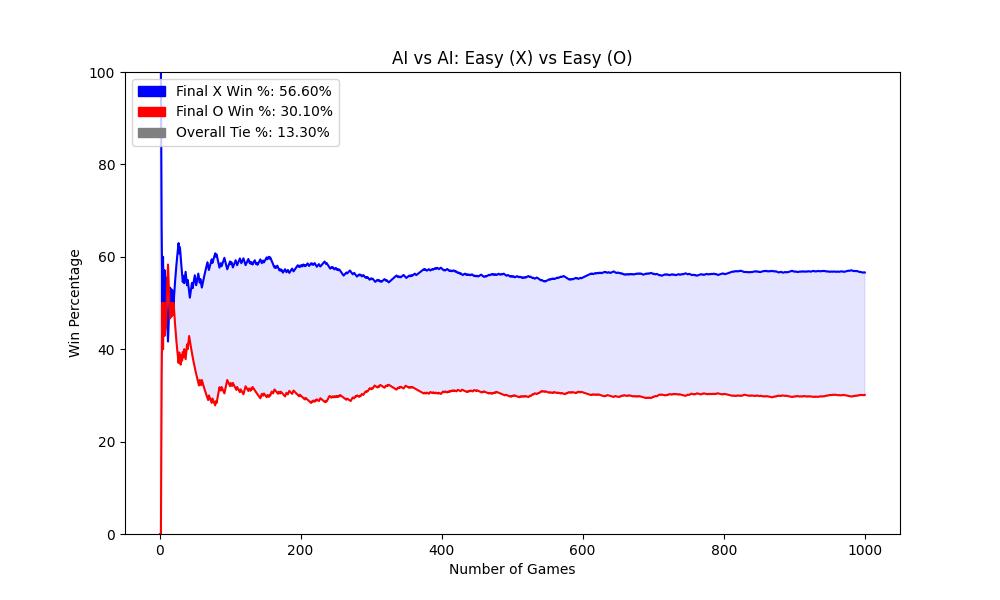 AI vs AI: Easy (X) vs Easy (O)
100
80
60
40
20
0
Win Percentage
Final X Win %: 56.60%
Final O Win %: 30.10%
Overall Tie %: 13.30%
0 200 400 600 800 1000
Number of Games